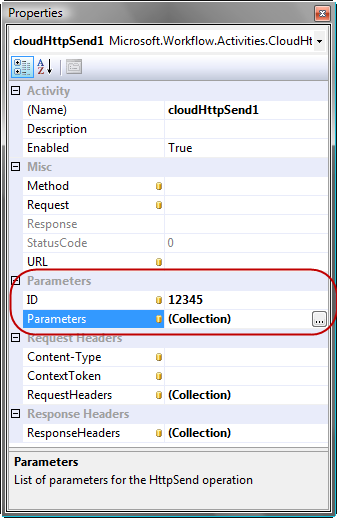 Properties
cloudHttpSend1 Microsoft.Workflow.Activities.CloudHt
Activity
(Name) cloudHttpSend1
Description
Enabled True
Misc
Method
Request
Response
StatusCode 0
URL
Parameters
ID 12345
Parameters (Collection) ...
Request Headers
Content-Type
ContextToken
RequestHeaders (Collection)
Response Headers
ResponseHeaders (Collection)
Parameters
List of parameters for the HttpSend operation